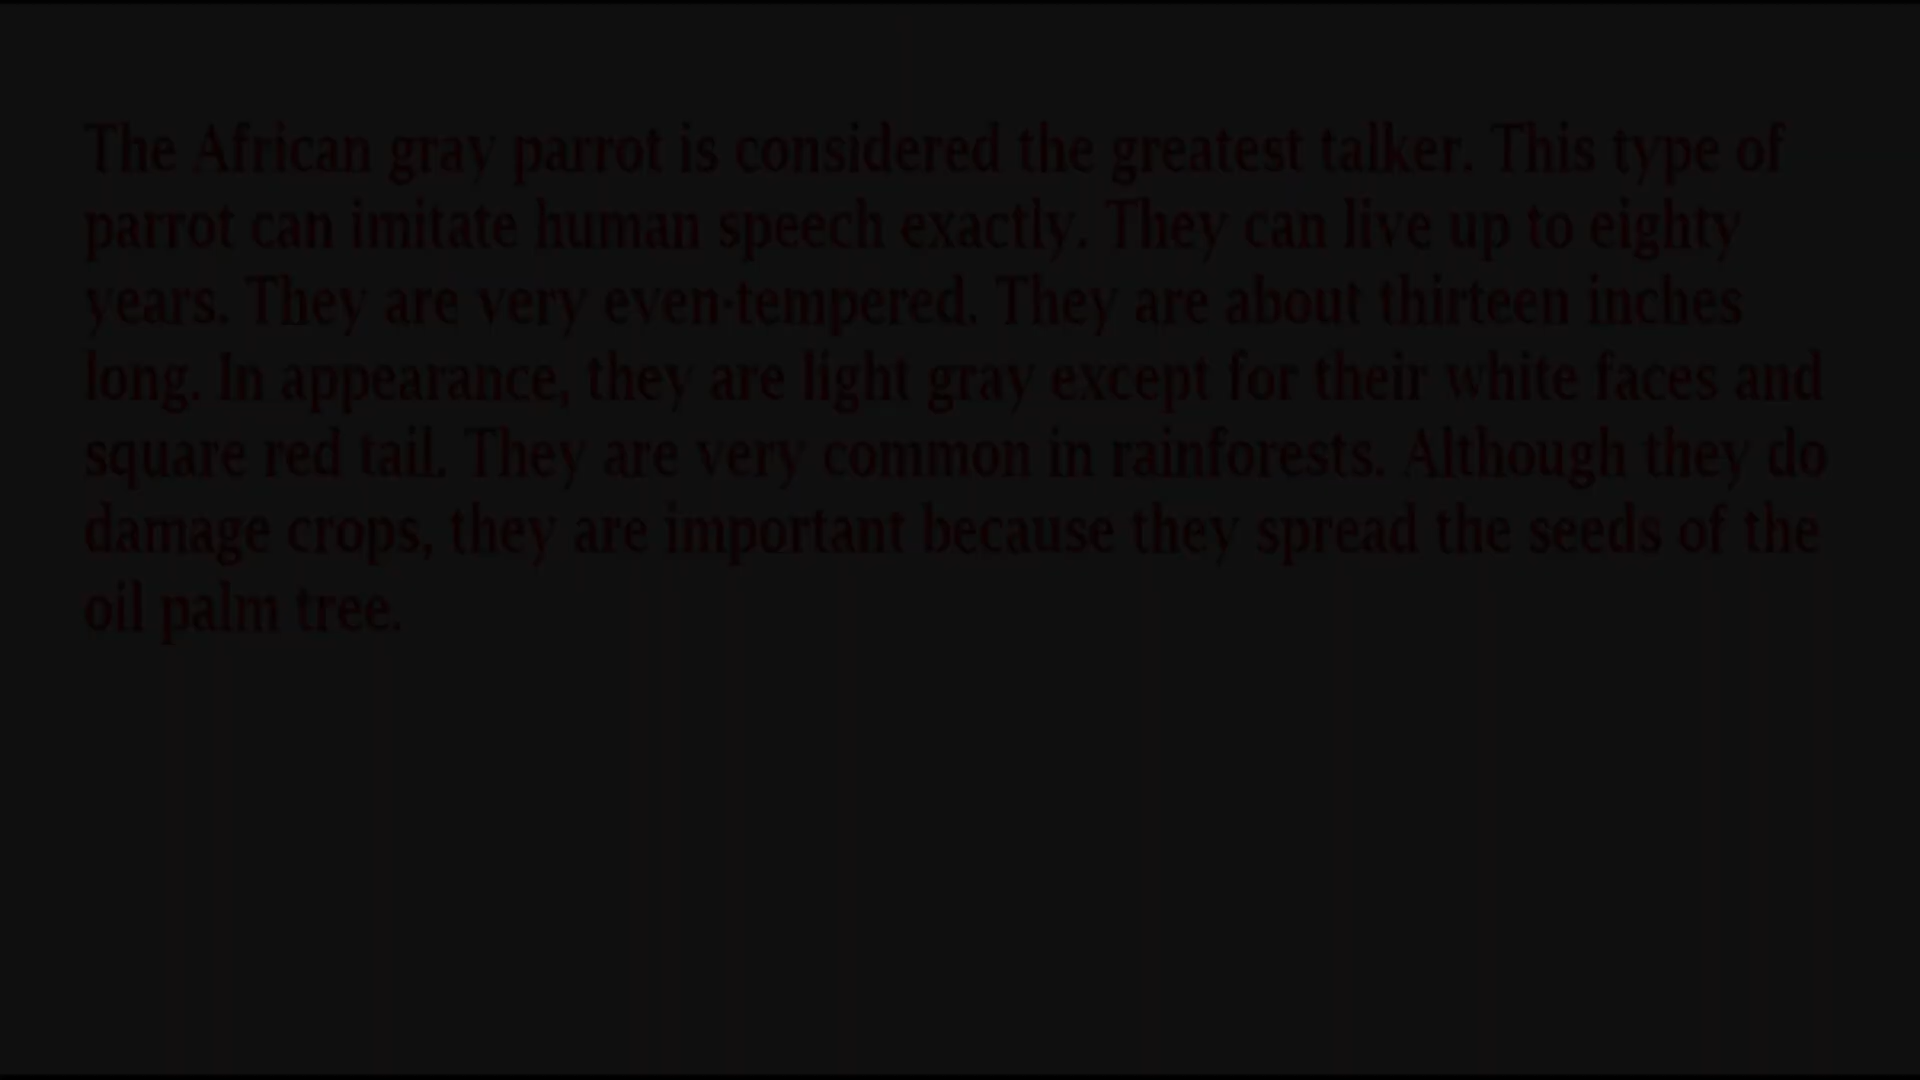 The African gray parrot is considered the greatest talker. This type of
parrot can imitate human speech exactly. They can live up to eighty
years. They are very even-tempered. They are about thirteen inches
long. In appearance, they are light gray except for their white faces and
square red tail. They are very common in rainforests. Although they do
damage crops, they are important because they spread the seeds of the
oil palm tree.